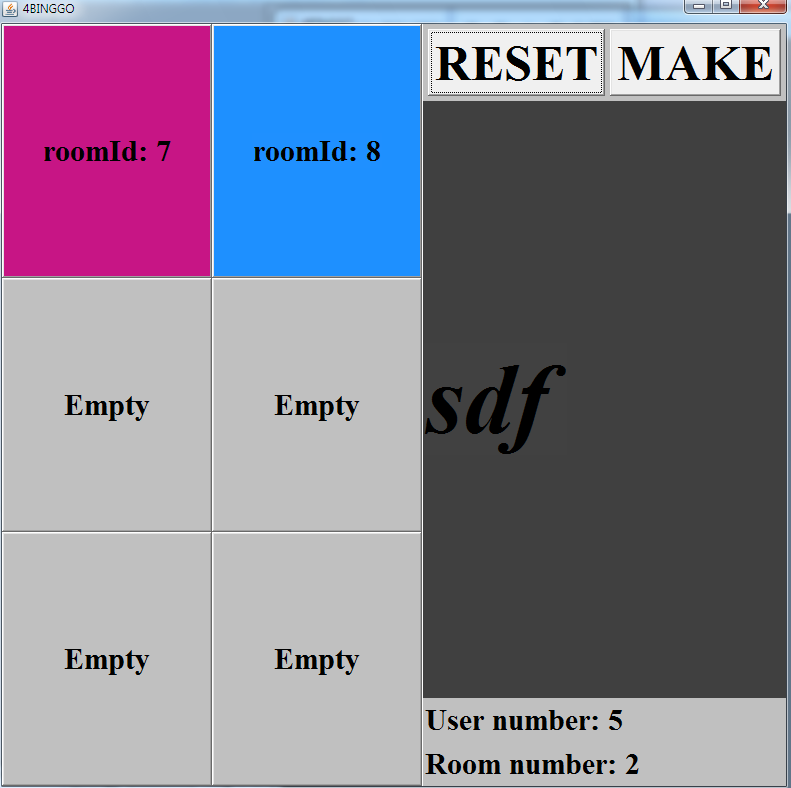 4BINGGO
RESET MAKE
roomId: 7
roomId: 8
Empty
Empty
sdf
Empty
Empty
User number: 5
Room number: 2